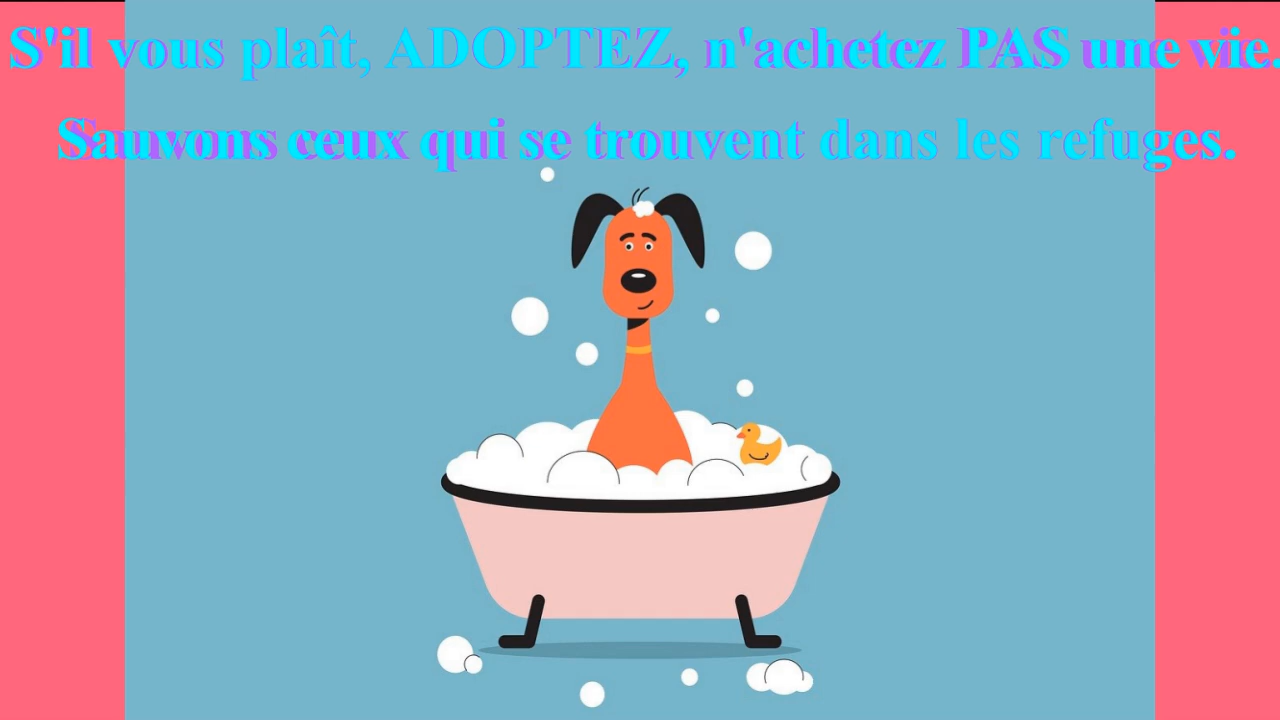 S'il vous plaît, ADOPTEZ, n'achetez PAS une vie.
Sauvons ceux qui se trouvent dans les refuges.